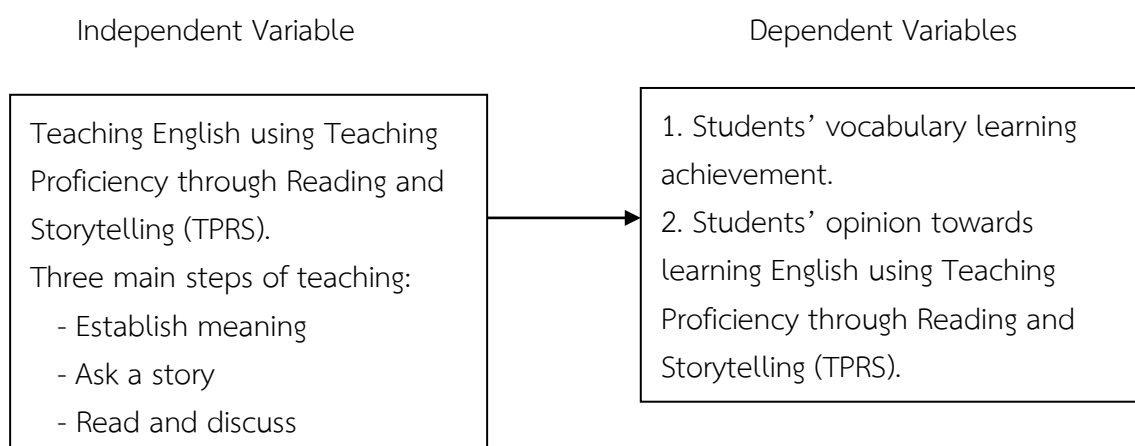 Independent Variable
Teaching English using Teaching
Proficiency through Reading and
Storytelling (TPRS).
Three main steps of teaching:
- Establish meaning
- Ask a story
- Read and discuss
Dependent Variables
1. Students’ vocabulary learning
achievement.
2. Students’ opinion towards
learning English using Teaching
Proficiency through Reading and
Storytelling (TPRS).